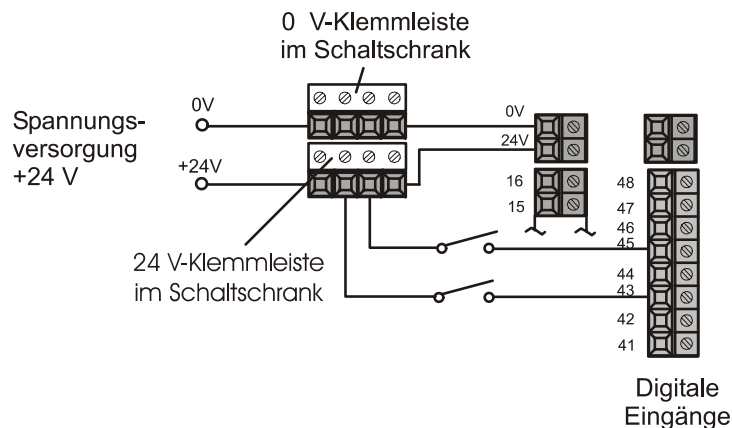 0 V-Klemmleiste
im Schaltschrank
Spannungs-
versorgung
+24 V
0V
+24V
0V
24V
16
15
48
47
46
45
44
43
42
41
24 V-Klemmleiste
im Schaltschrank
Digitale
Eingänge